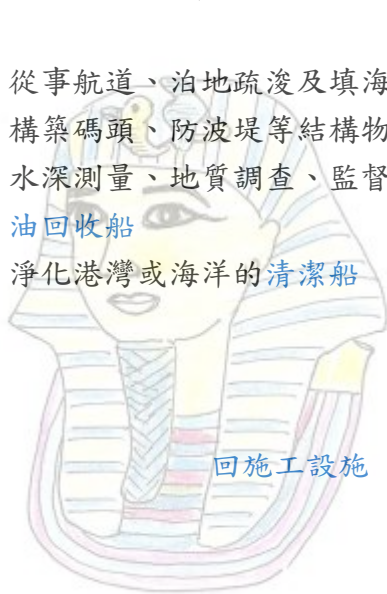 從事航道、泊地疏浚及填海
構築碼頭、防波堤等結構物
水深測量、地質調查、監督
油回收船
淨化港灣或海洋的清潔船
回施工設施